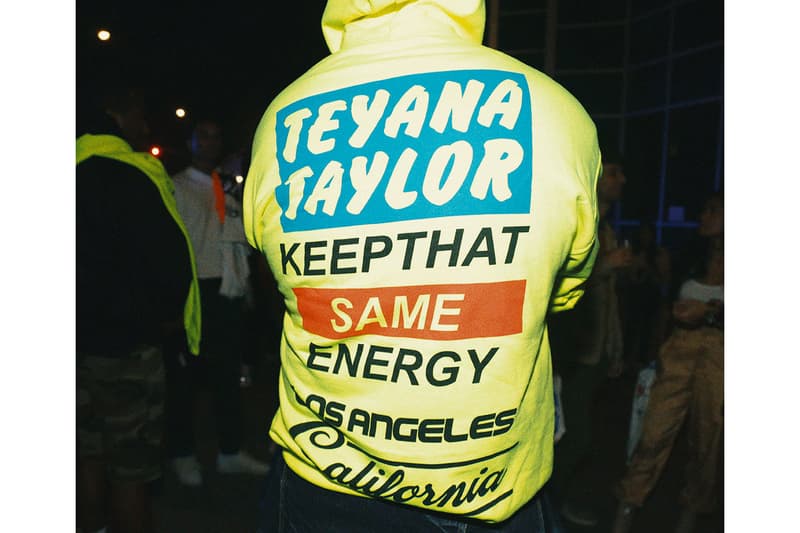 TEYANA
TAYLOR
KEEPTHAT
SAME
ENERGY
LOS ANGELES
California